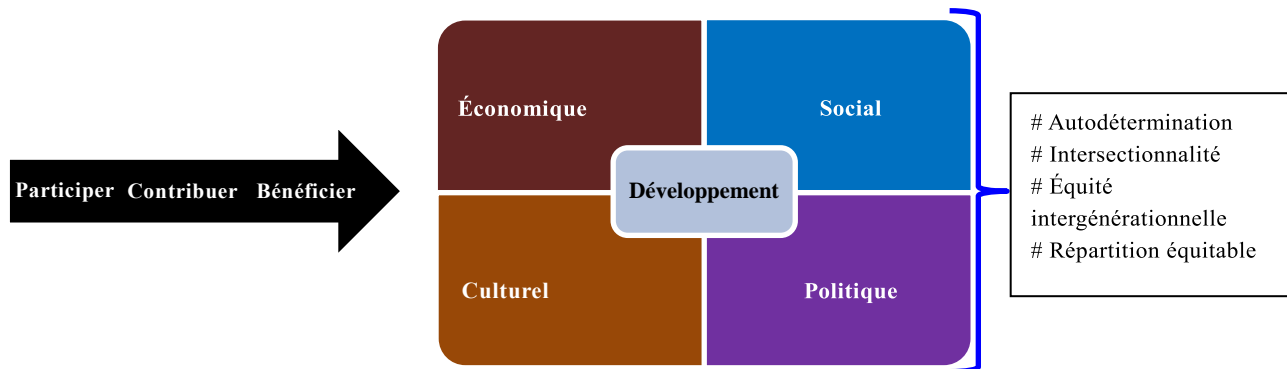 Participer Contribuer Bénéficier
Économique
Social
Développement
Culturel
Politique
# Autodétermination
# Intersectionnalité
# Équité
intergénérationnelle
# Répartition équitable